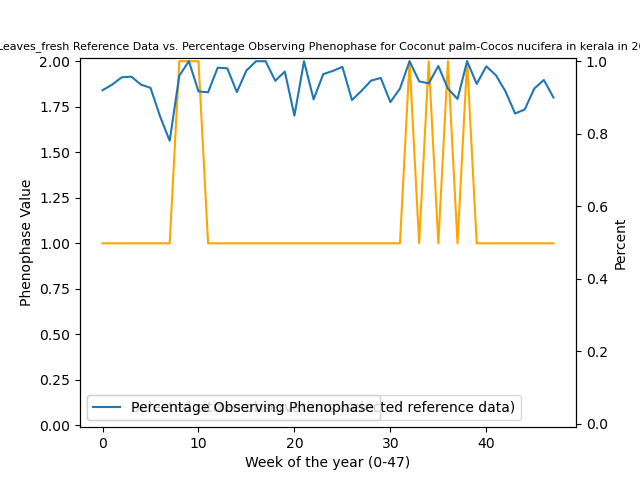 Leaves_fresh Reference Data vs. Percentage Observing Phenophase for Coconut palm-Cocos nucifera in kerala in 20
2.00
1.75
1.50
1.25
1.00
0.75
0.50
0.25
0.00
Phenophase Value
1.0
0.8
0.6
0.4
0.2
0.0
Percent
Percentage Observing Phenophase
ted reference data)
0 10 20 30 40
Week of the year (0-47)